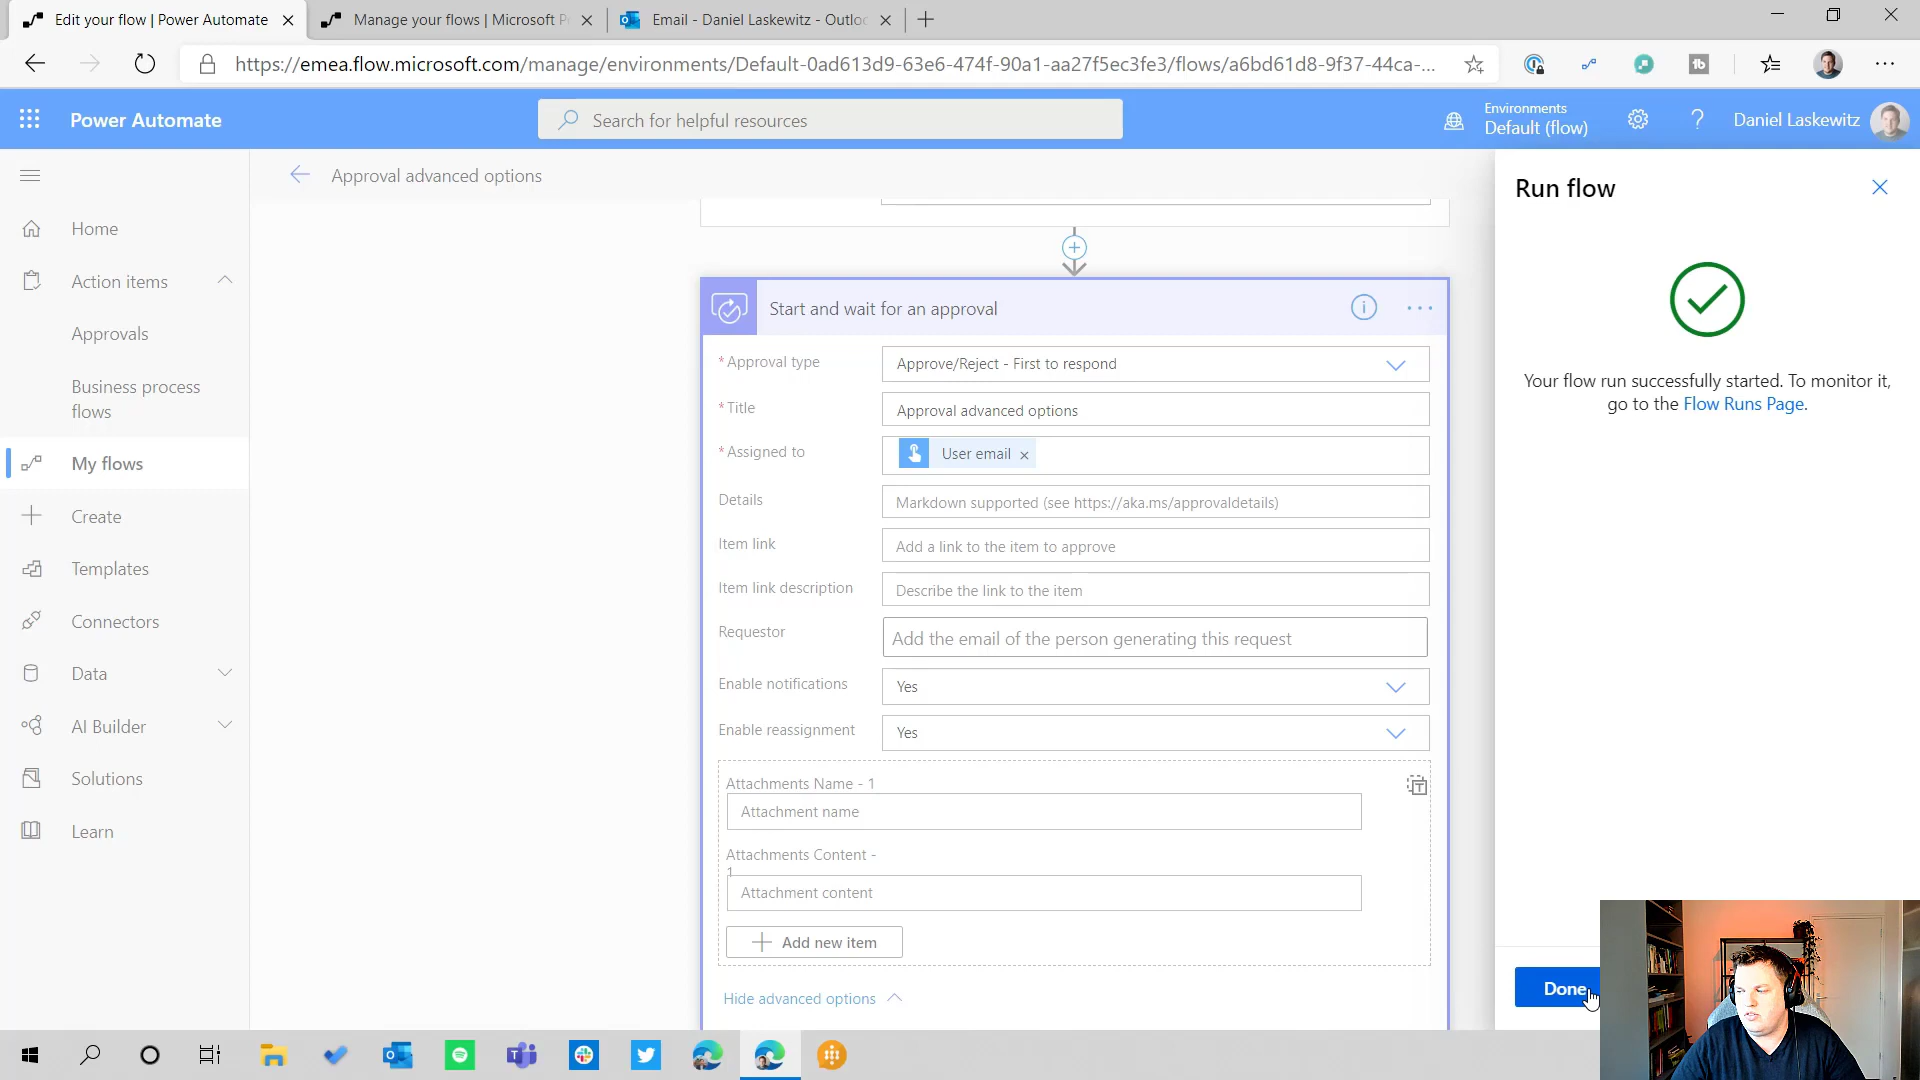 Edit your flow | Power Automate
Manage your flows | Microsoft P
Email - Daniel Laskewitz - Outloo
https://emea.flow.microsoft.com/manage/environments/Default-0ad613d9-63e6-474f-90a1-aa27f5ec3fe3/flows/a6bd61d8-9f37-44ca-...
Power Automate
Search for helpful resources
Environments
Default (flow)
Daniel Laskewitz
Approval advanced options
Home
Action items
Approvals
Business process
flows
My flows
Create
Templates
Connectors
Data
AI Builder
Solutions
Learn
Start and wait for an approval
* Approval type
Approve/Reject - First to respond
* Title
Approval advanced options
* Assigned to
User email
Details
Markdown supported (see https://aka.ms/approvaldetails)
Item link
Add a link to the item to approve
Item link description
Describe the link to the item
Requestor
Add the email of the person generating this request
Enable notifications
Yes
Enable reassignment
Yes
Attachments Name - 1
Attachment name
Attachments Content -
1
Attachment content
Add new item
Hide advanced options
Run flow
Your flow run successfully started. To monitor it,
go to the Flow Runs Page.
Done